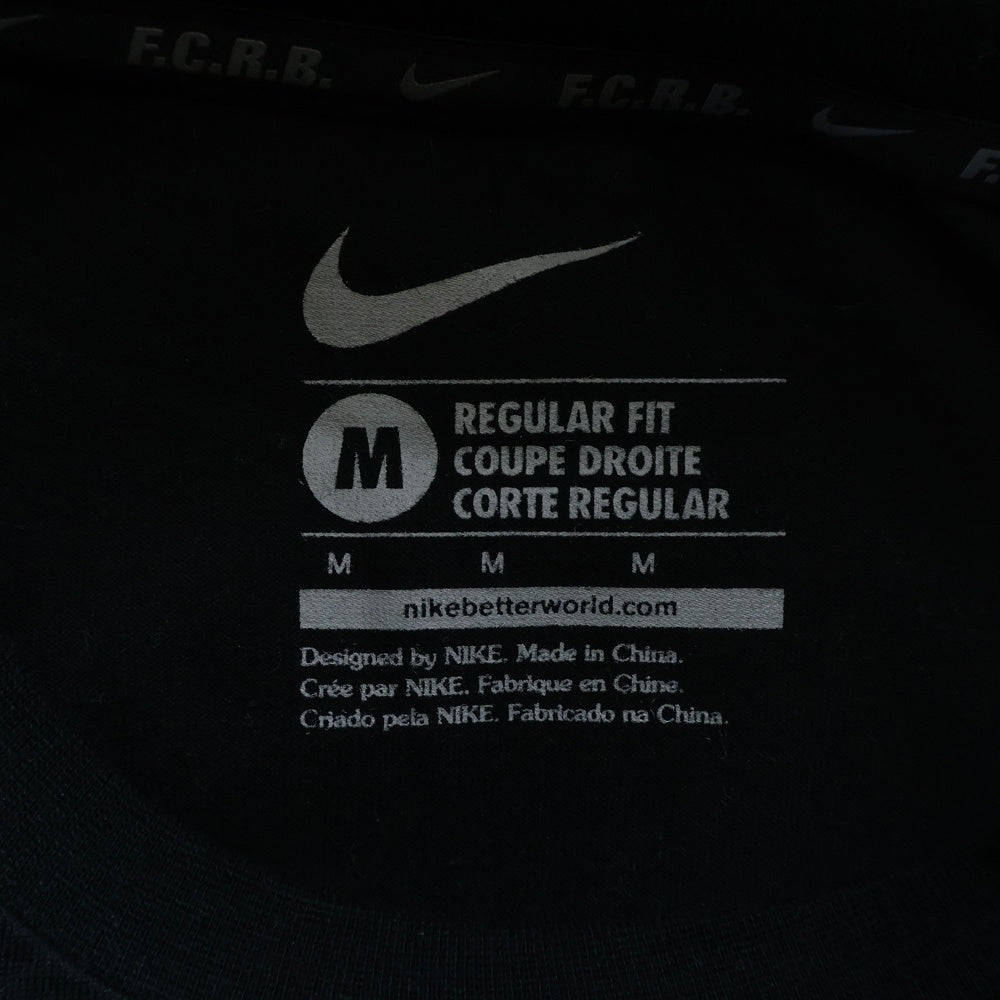 F.C.R.B. F.C.R.B. F.
M
REGULAR FIT
COUPE DROITE
CORTE REGULAR
M M M
nikebetterworld.com
Designed by NIKE. Made in China.
Crée par NIKE. Fabrique en Chine.
Criado pela NIKE. Fabricado na China.